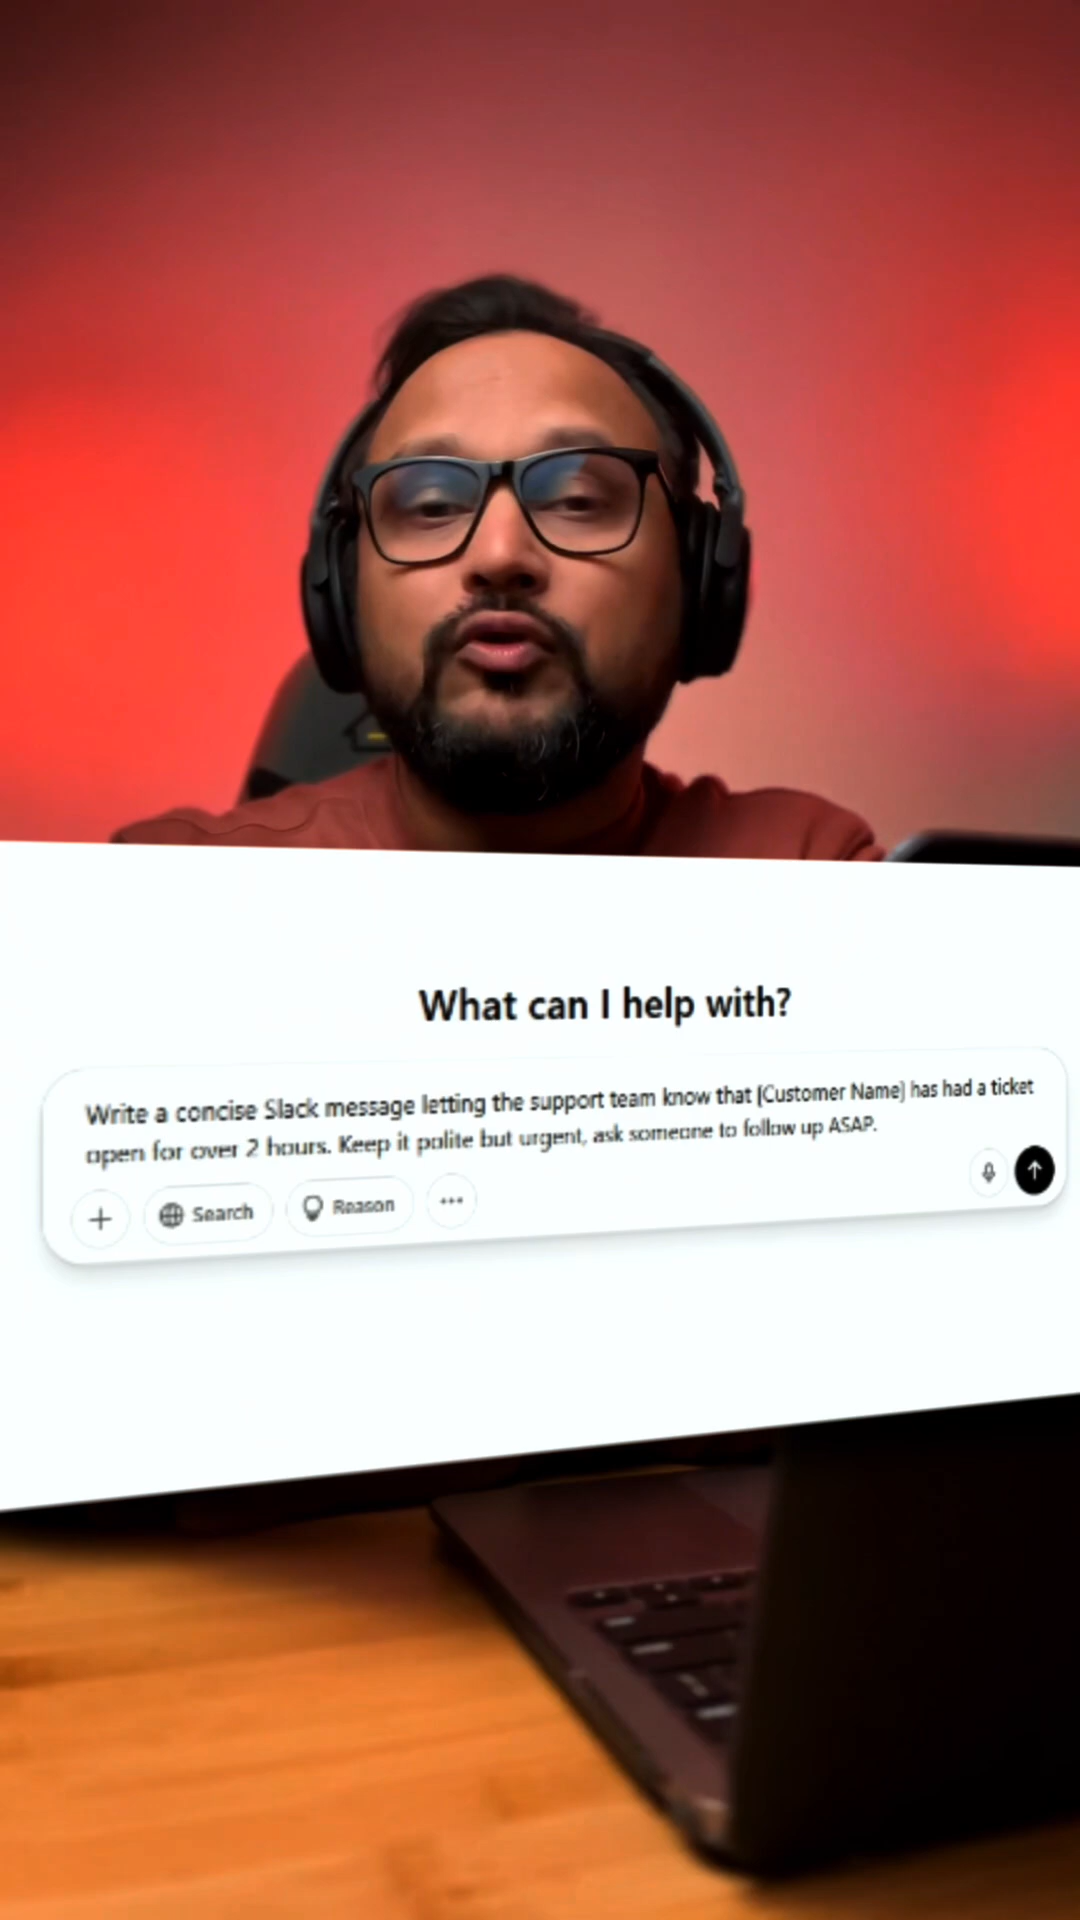 What can I help with?
Write a concise Slack message letting the support team know that [Customer Name] has had a ticket
open for over 2 hours. Keep it polite but urgent, ask someone to follow up ASAP.
Search
Reason